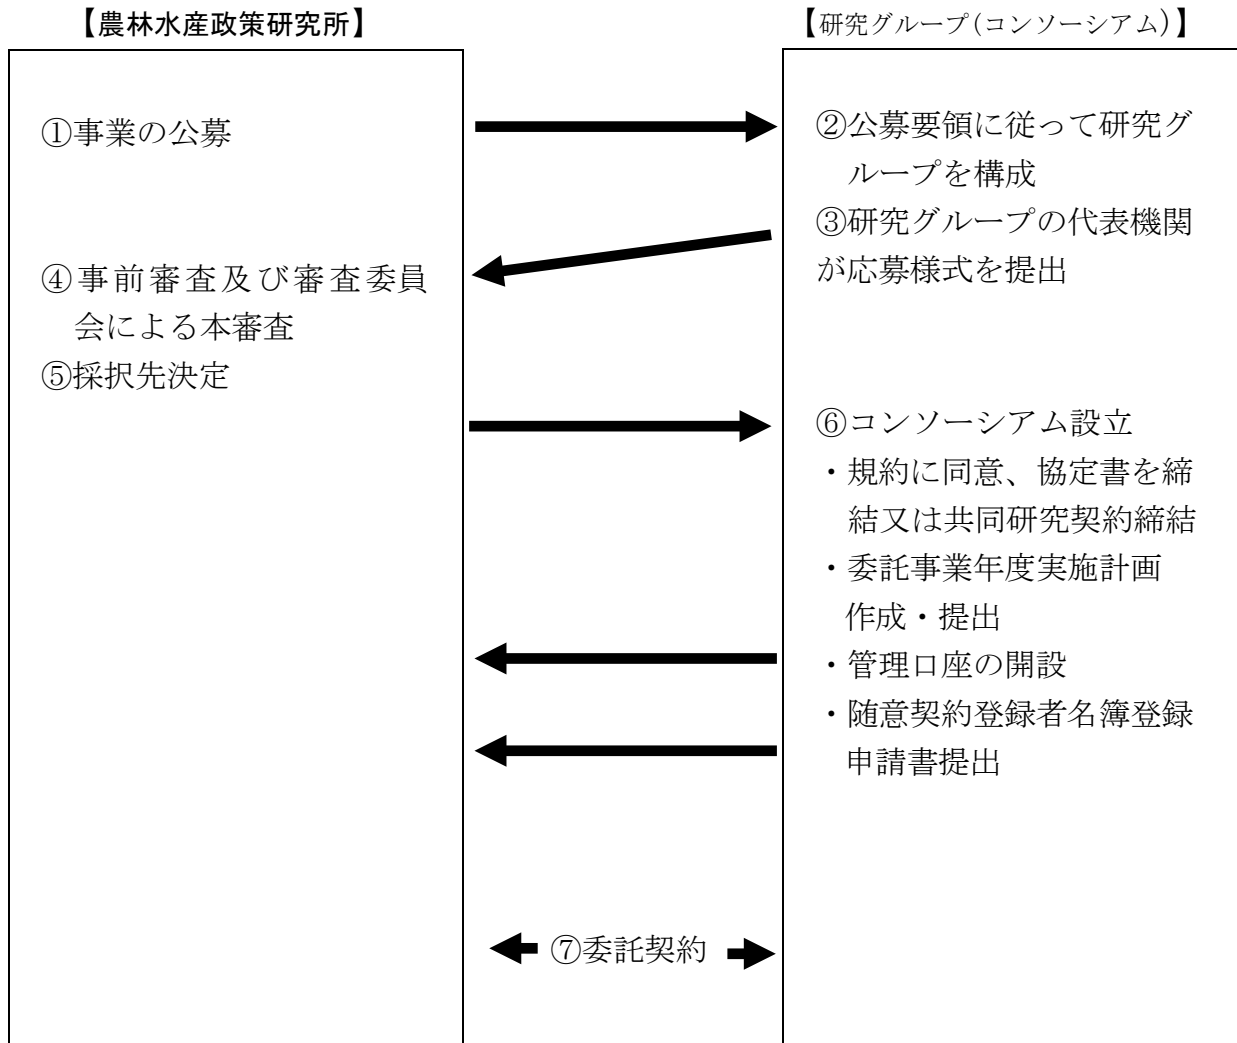 【農林水産政策研究所】
【研究グループ(コンソーシアム)】
①事業の公募
②公募要領に従って研究グ
ループを構成
③研究グループの代表機関
が応募様式を提出
④事前審査及び審査委員
会による本審査
⑤採択先決定
⑥コンソーシアム設立
・規約に同意、協定書を締
結又は共同研究契約締結
・委託事業年度実施計画
作成・提出
・管理口座の開設
・随意契約登録者名簿登録
申請書提出
⑦委託契約